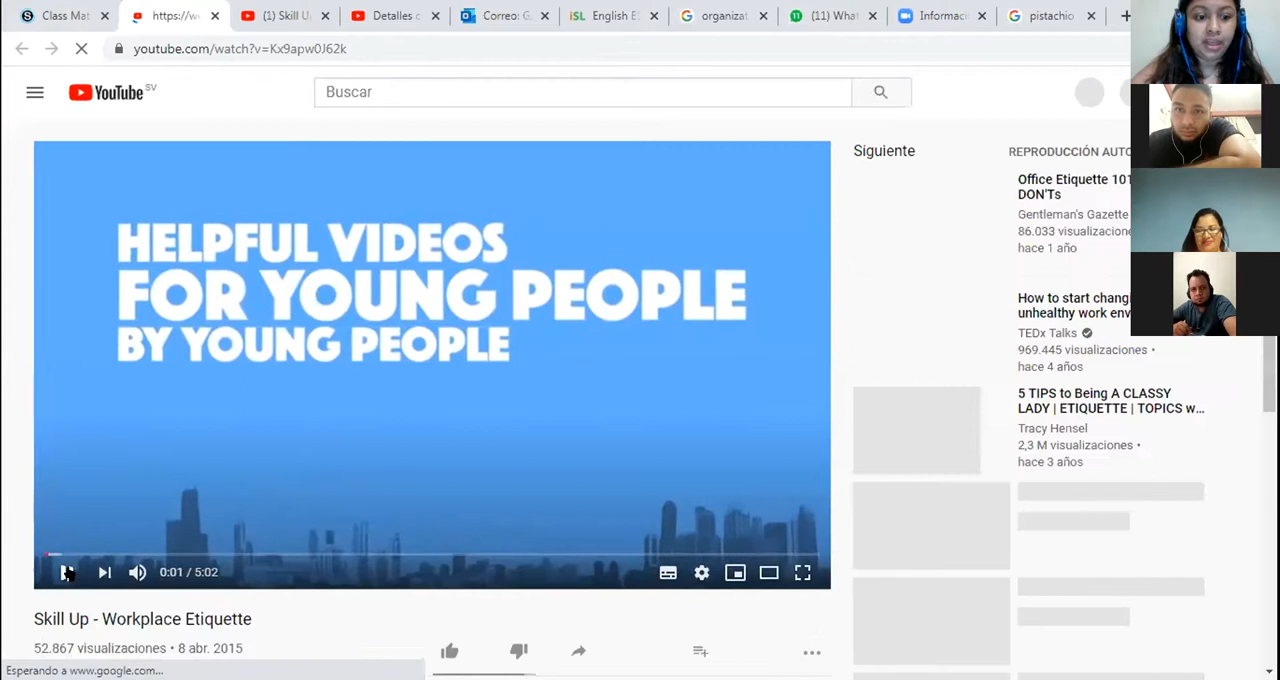 Class Mat
https://w
(1) Skill U
Detalles c
Correo: G
iSL
English E
organizat
(11) What
Informaci
pistachio
youtube.com/watch?v=Kx9apw0J62k
YouTube SV
Buscar
HELPFUL VIDEOS
FOR YOUNG PEOPLE
BY YOUNG PEOPLE
0:01 / 5:02
Skill Up - Workplace Etiquette
52.867 visualizaciones • 8 abr. 2015
Esperando a www.google.com...
Siguiente
REPRODUCCIÓN AUTO
Office Etiquette 101
DON'Ts
Gentleman's Gazette
86.033 visualizacione
hace 1 año
How to start changi
unhealthy work env
TEDx Talks
969.445 visualizaciones •
hace 4 años
5 TIPS to Being A CLASSY
LADY | ETIQUETTE | TOPICS w...
Tracy Hensel
2,3 M visualizaciones •
hace 3 años